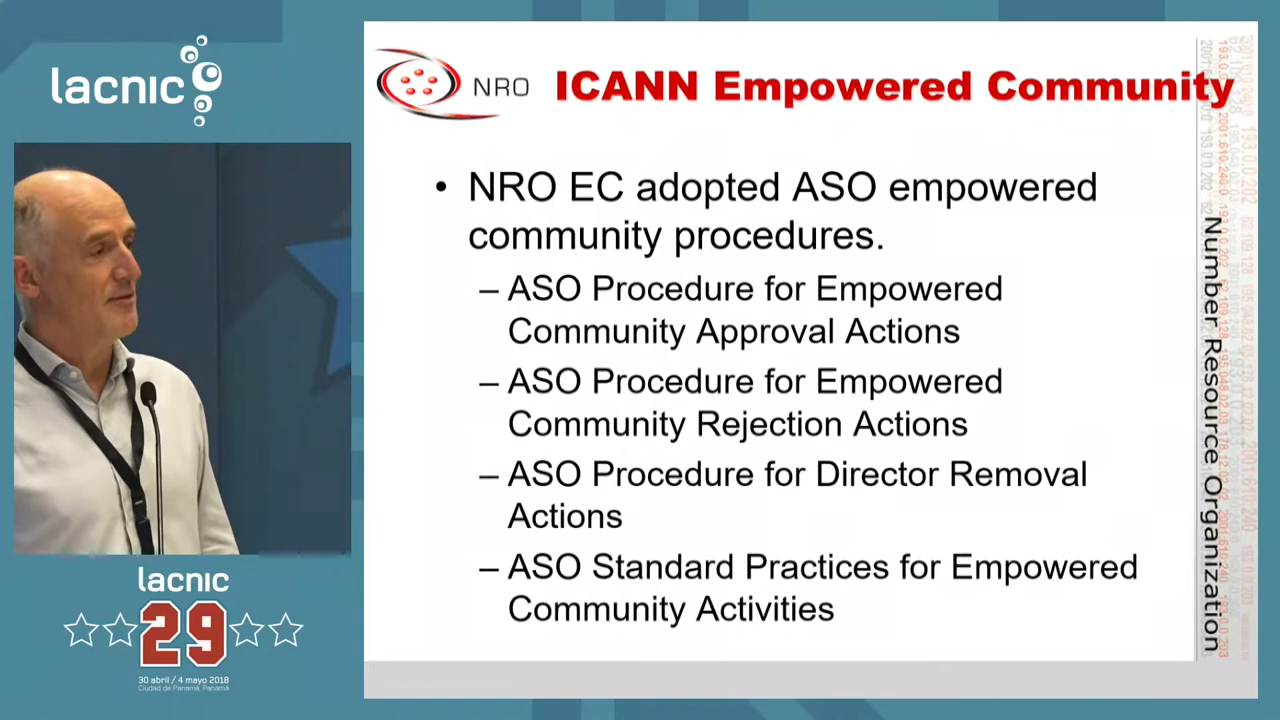 lacnic
NRO
ICANN Empowered Community
• NRO EC adopted ASO empowered
community procedures.
– ASO Procedure for Empowered
Community Approval Actions
– ASO Procedure for Empowered
Community Rejection Actions
– ASO Procedure for Director Removal
Actions
– ASO Standard Practices for Empowered
Community Activities
Number Resource Organization
lacnic
29
30 abril / 4 mayo 2018
Ciudad de Panamá, Panamá